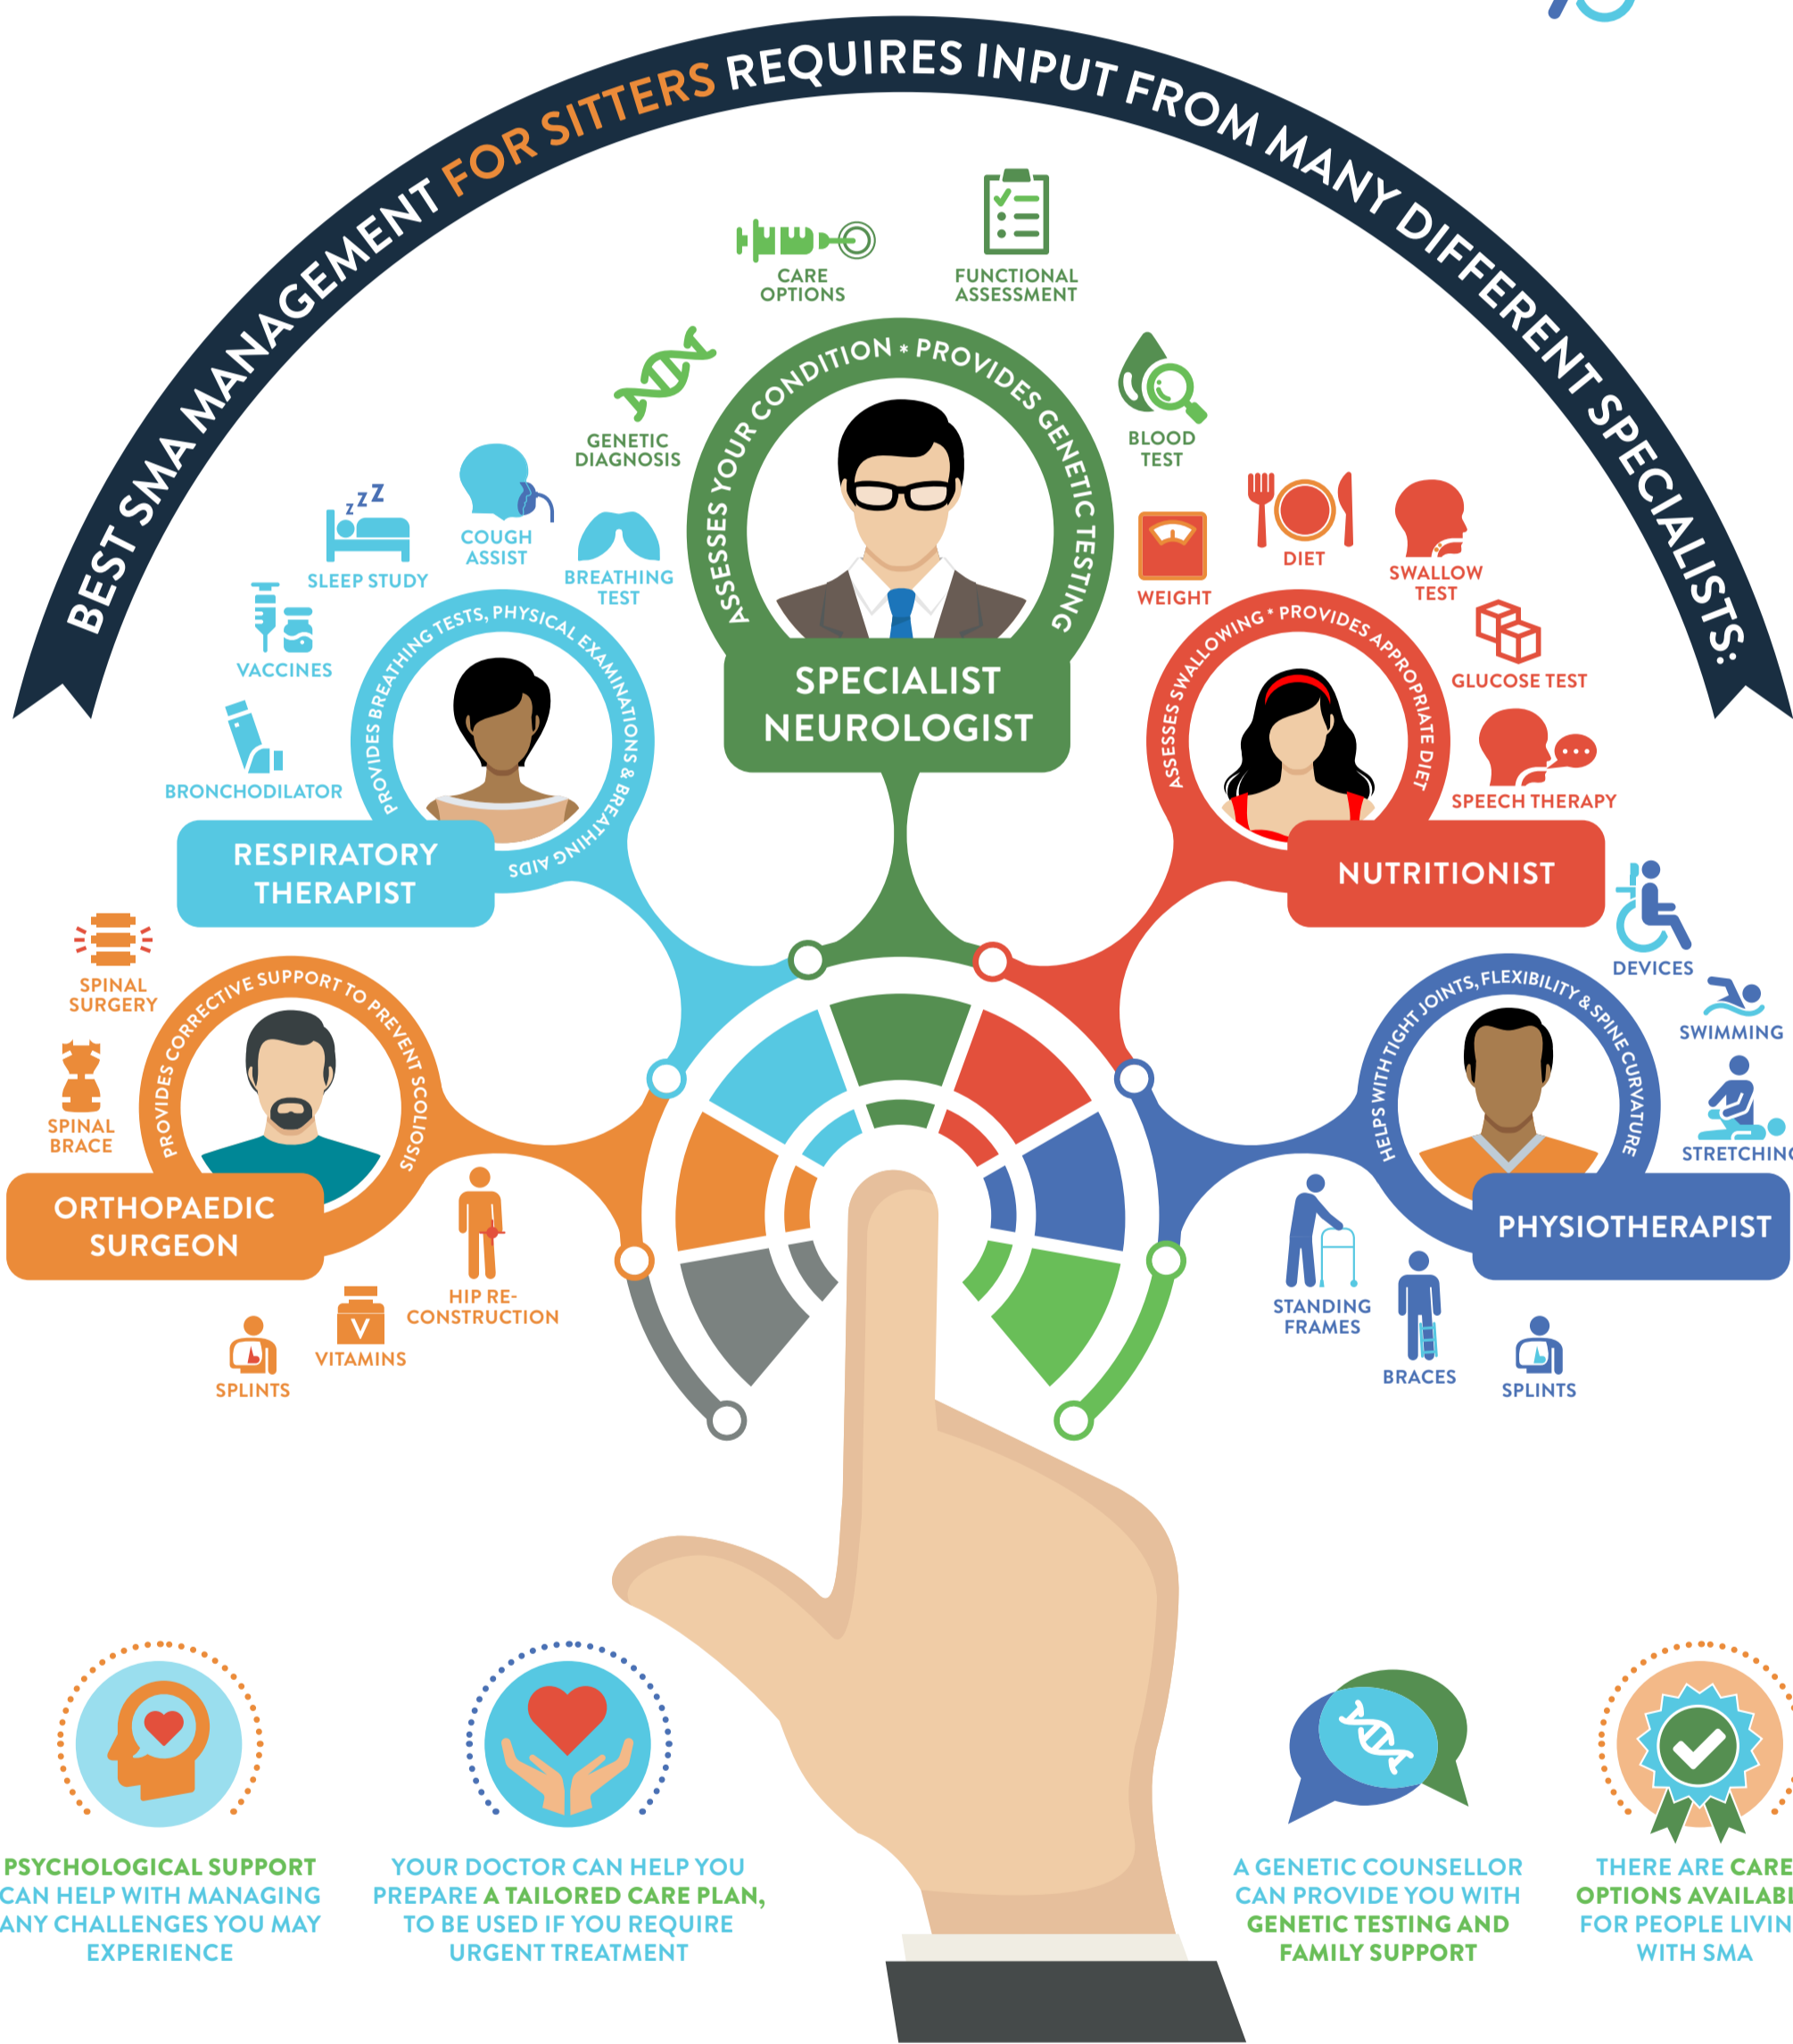 BEST SMA MANAGEMENT FOR SITTERS REQUIRES INPUT FROM MANY DIFFERENT SPECIALISTS:
CARE
OPTIONS
FUNCTIONAL
ASSESSMENT
GENETIC
DIAGNOSIS
BLOOD
TEST
ASSESSES YOUR CONDITION * PROVIDES GENETIC TESTING
SPECIALIST
NEUROLOGIST
COUGH
ASSIST
SLEEP STUDY
BREATHING
TEST
VACCINES
BRONCHODILATOR
PROVIDES BREATHING TESTS, PHYSICAL EXAMINATIONS & BREATHING AIDS
RESPIRATORY
THERAPIST
WEIGHT
DIET
SWALLOW
TEST
GLUCOSE TEST
SPEECH THERAPY
ASSESSES SWALLOWING * PROVIDES APPROPRIATE DIET
NUTRITIONIST
SPINAL
SURGERY
SPINAL
BRACE
PROVIDES CORRECTIVE SUPPORT TO PREVENT SCOLIOSIS
ORTHOPAEDIC
SURGEON
HIP RE-
CONSTRUCTION
V
VITAMINS
SPLINTS
DEVICES
SWIMMING
STRETCHING
HELPS WITH TIGHT JOINTS, FLEXIBILITY & SPINE CURVATURE
PHYSIOTHERAPIST
STANDING
FRAMES
BRACES
SPLINTS
PSYCHOLOGICAL SUPPORT
CAN HELP WITH MANAGING
ANY CHALLENGES YOU MAY
EXPERIENCE
YOUR DOCTOR CAN HELP YOU
PREPARE A TAILORED CARE PLAN,
TO BE USED IF YOU REQUIRE
URGENT TREATMENT
A GENETIC COUNSELLOR
CAN PROVIDE YOU WITH
GENETIC TESTING AND
FAMILY SUPPORT
THERE ARE CARE
OPTIONS AVAILABL
FOR PEOPLE LIVIN
WITH SMA
zzZ